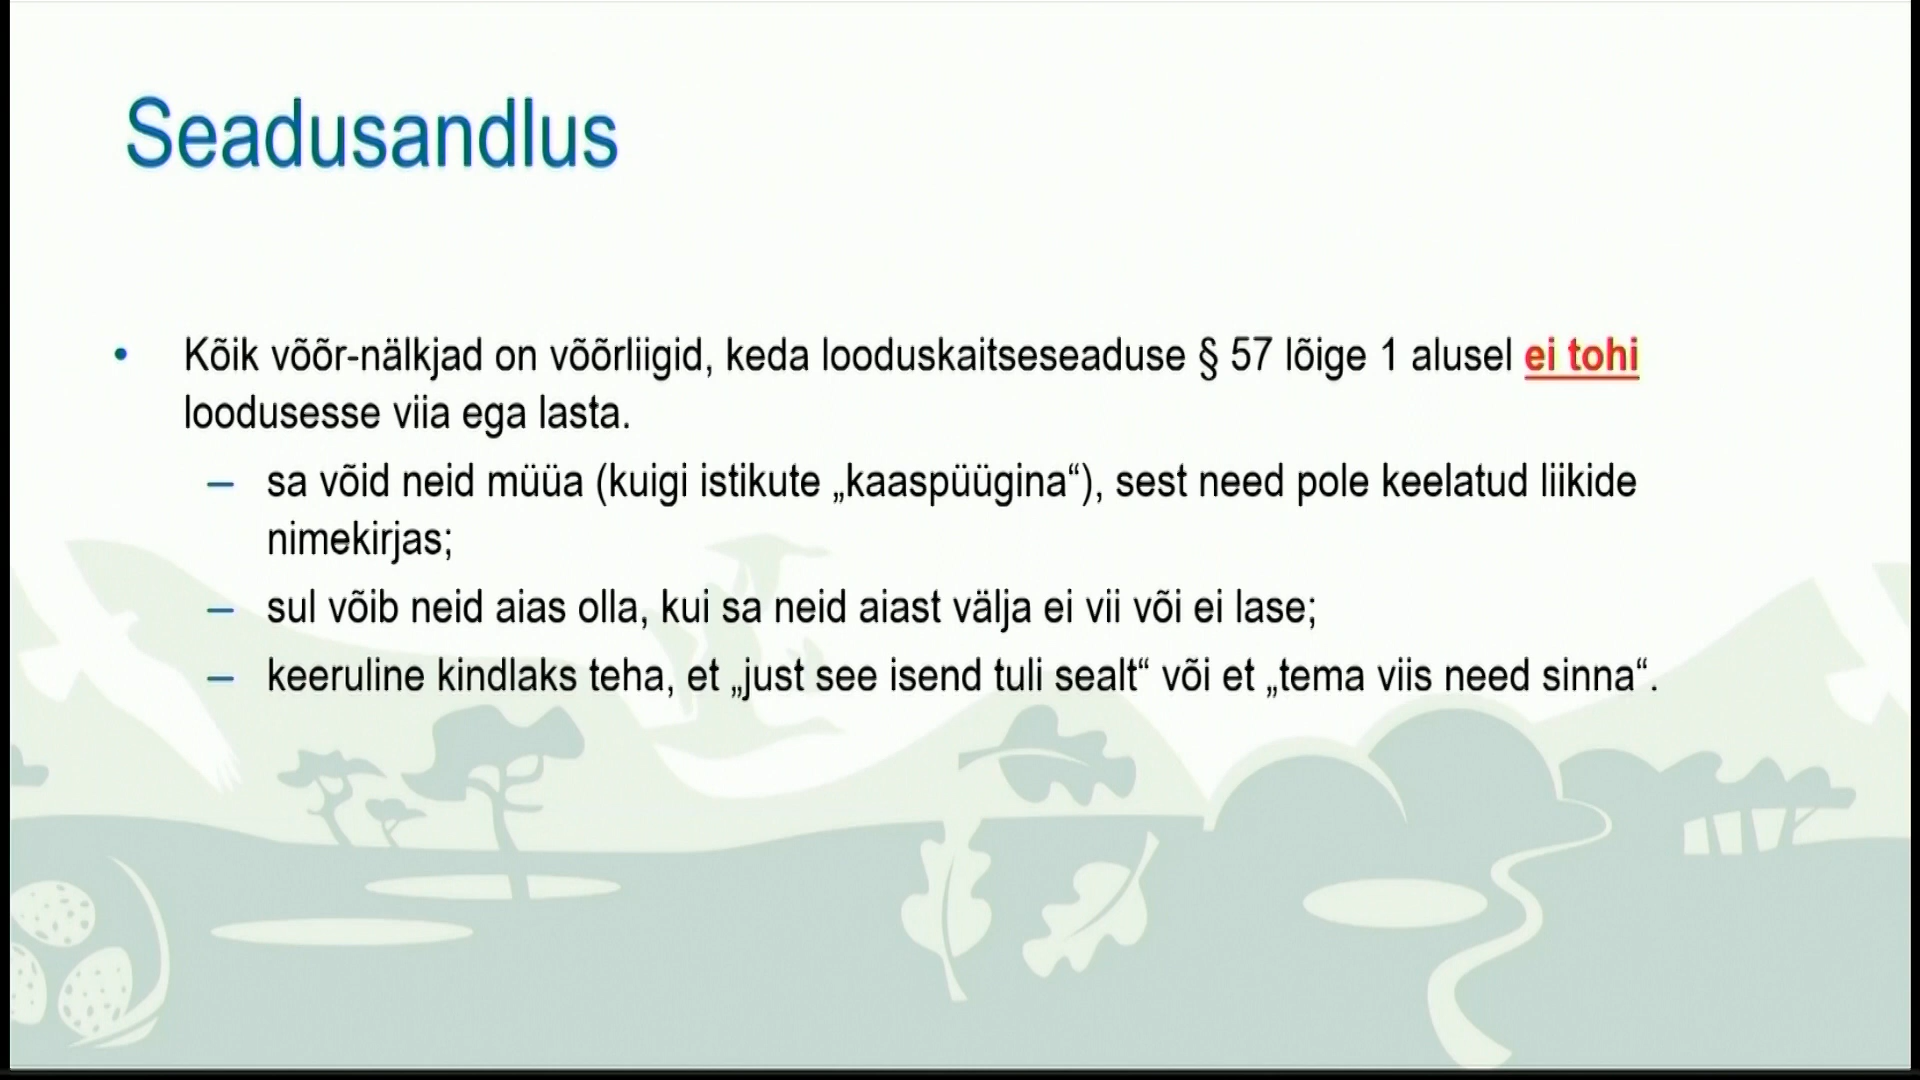 Seadusandlus
• Kõik võõr-nälkjad on võõrliigid, keda looduskaitseseaduse § 57 lõige 1 alusel ei tohi
loodusesse viia ega lasta.
– sa võid neid müüa (kuigi istikute „kaaspüügina“), sest need pole keelatud liikide
nimekirjas;
– sul võib neid aias olla, kui sa neid aiast välja ei vii või ei lase;
– keeruline kindlaks teha, et „just see isend tuli sealt“ või et „tema viis need sinna“.